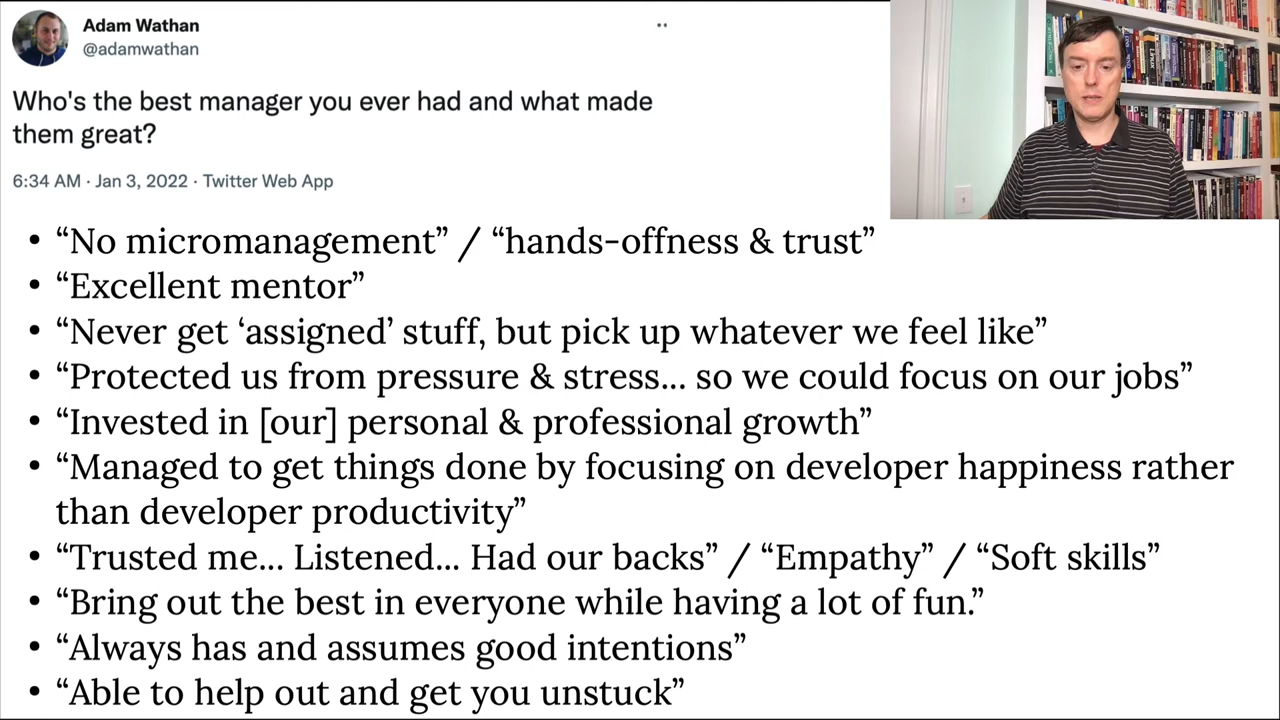 Adam Wathan
@adamwathan
Who's the best manager you ever had and what made
them great?
6:34 AM · Jan 3, 2022 · Twitter Web App
• “No micromanagement” / “hands-offness & trust”
• “Excellent mentor”
• “Never get ‘assigned’ stuff, but pick up whatever we feel like”
• “Protected us from pressure & stress... so we could focus on our jobs”
• “Invested in [our] personal & professional growth”
• “Managed to get things done by focusing on developer happiness rather
than developer productivity”
• “Trusted me... Listened... Had our backs” / “Empathy” / “Soft skills”
• “Bring out the best in everyone while having a lot of fun.”
• “Always has and assumes good intentions”
• “Able to help out and get you unstuck”